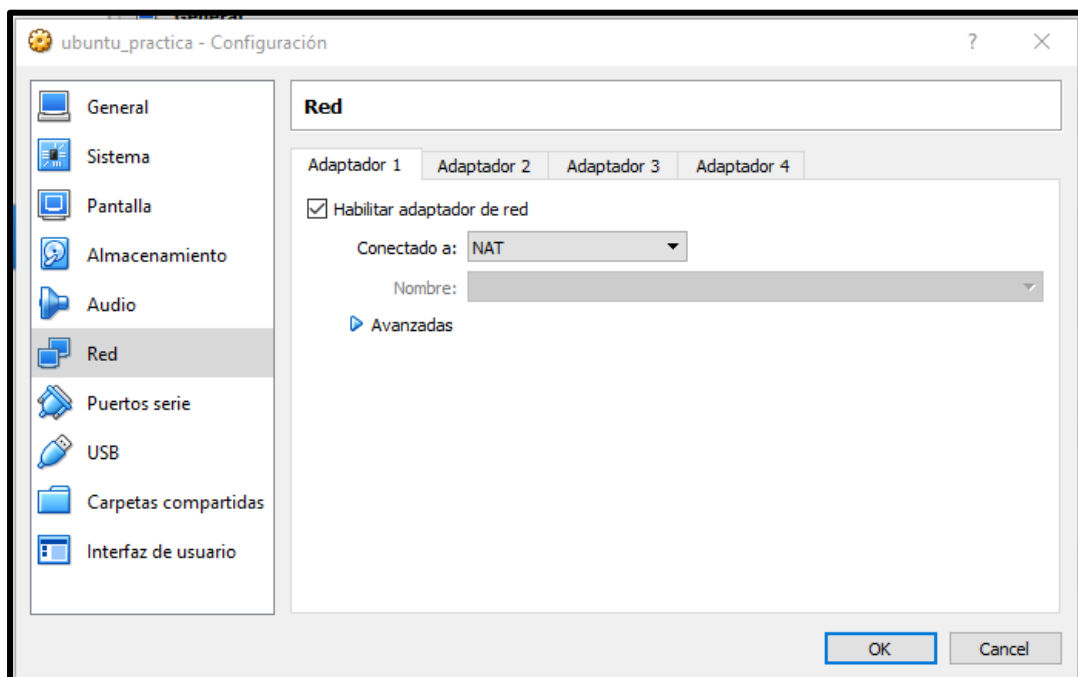 General
ubuntu_practica - Configuración
?
General
Sistema
Pantalla
Almacenamiento
Audio
Red
Puertos serie
USB
Carpetas compartidas
Interfaz de usuario
Red
Adaptador 1 Adaptador 2 Adaptador 3 Adaptador 4
Habilitar adaptador de red
Conectado a: NAT
Nombre:
Avanzadas
OK Cancel